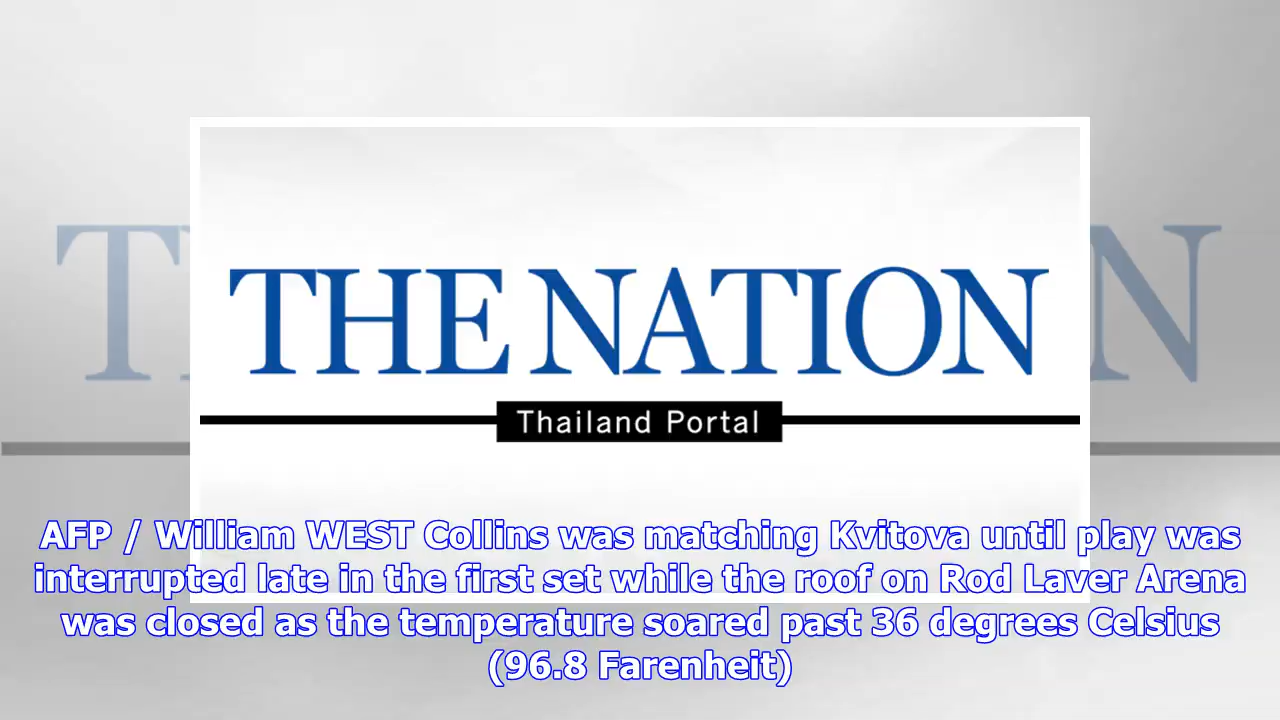 THE NATION
Thailand Portal
AFP / William WEST Collins was matching Kvitova until play was
interrupted late in the first set while the roof on Rod Laver Arena
was closed as the temperature soared past 36 degrees Celsius
(96.8 Farenheit)